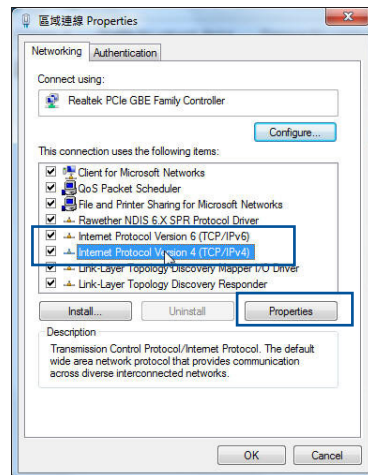 區域連線 Properties
Networking
Authentication
Connect using:
Realtek PCIe GBE Family Controller
Configure...
This connection uses the following items:
Client for Microsoft Networks
QoS Packet Scheduler
File and Printer Sharing for Microsoft Networks
Rawether NDIS 6.X SPR Protocol Driver
Internet Protocol Version 6 (TCP/IPv6)
Internet Protocol Version 4 (TCP/IPv4)
Link-Layer Topology Discovery Mapper I/O Driver
Link-Layer Topology Discovery Responder
Install...
Uninstall
Properties
Description
Transmission Control Protocol/Internet Protocol. The default
wide area network protocol that provides communication
across diverse interconnected networks.
OK
Cancel